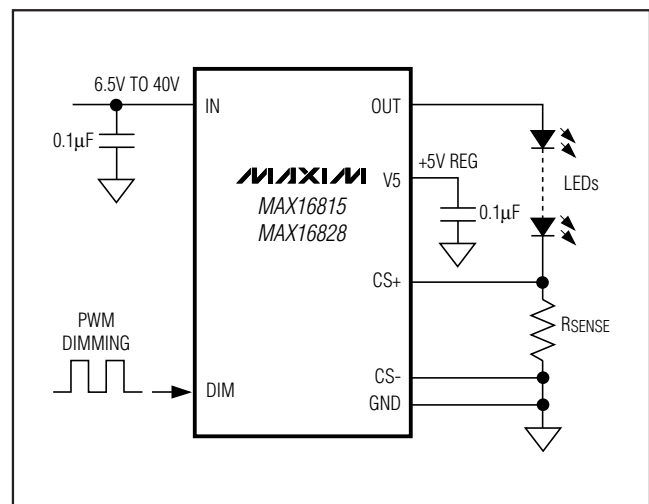 6.5V TO 40V
IN
OUT
0.1µF
+5V REG
V5
LEDs
MAXIM
MAX16815
MAX16828
0.1µF
CS+
PWM
DIMMING
RSENSE
DIM
CS-
GND